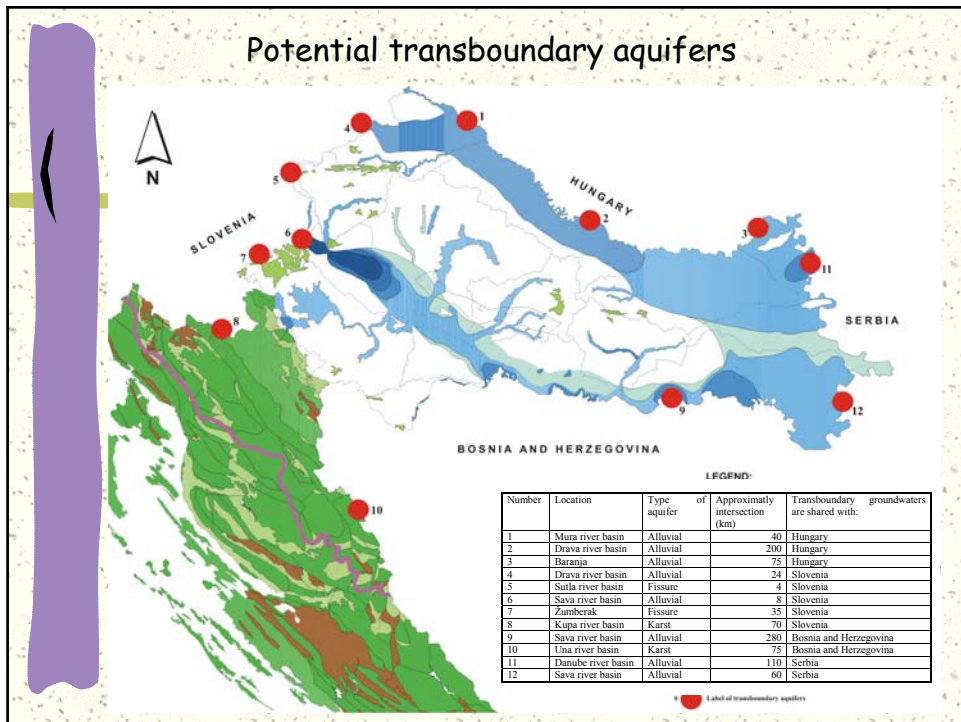 Potential transboundary aquifers
N
4
1
5
HUNGARY
2
SLOVENIA
6
3
7
11
8
SERBIA
9
12
BOSNIA AND HERZEGOVINA
10
LEGEND:
Number Location Type of aquifer Approximatly intersection (km) Transboundary groundwaters are shared with:
1 Mura river basin Alluvial 40 Hungary
2 Drava river basin Alluvial 200 Hungary
3 Baranja Alluvial 75 Hungary
4 Drava river basin Alluvial 24 Slovenia
5 Sutla river basin Fissure 4 Slovenia
6 Sava river basin Alluvial 8 Slovenia
7 Žumberak Fissure 35 Slovenia
8 Kupa river basin Karst 70 Slovenia
9 Sava river basin Alluvial 280 Bosnia and Herzegovina
10 Una river basin Karst 75 Bosnia and Herzegovina
11 Danube river basin Alluvial 110 Serbia
12 Sava river basin Alluvial 60 Serbia
Label of transboundary aquifers